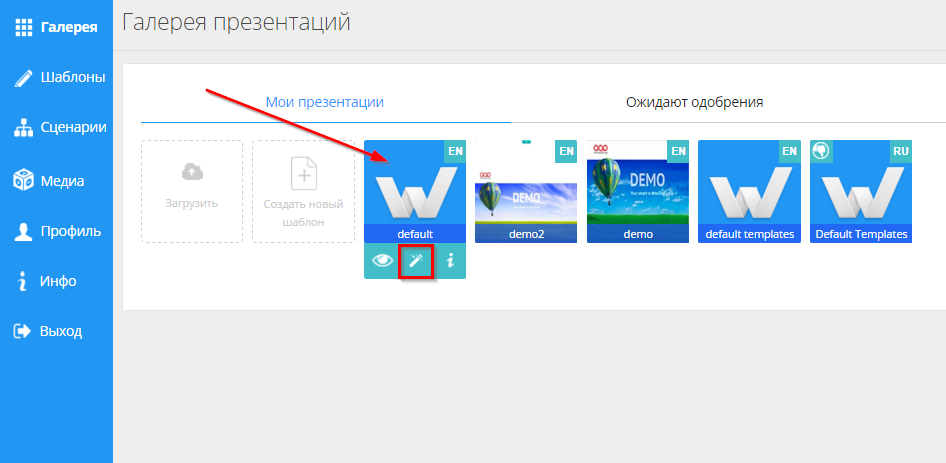 Галерея
Шаблоны
Сценарии
Медиа
Профиль
Инфо
Выход
Галерея презентаций
Мои презентации
Ожидают одобрения
Загрузить
Создать новый
шаблон
EN
default
EN
DEMO
demo2
EN
DEMO
demo
EN
default templates
RU
Default Templates